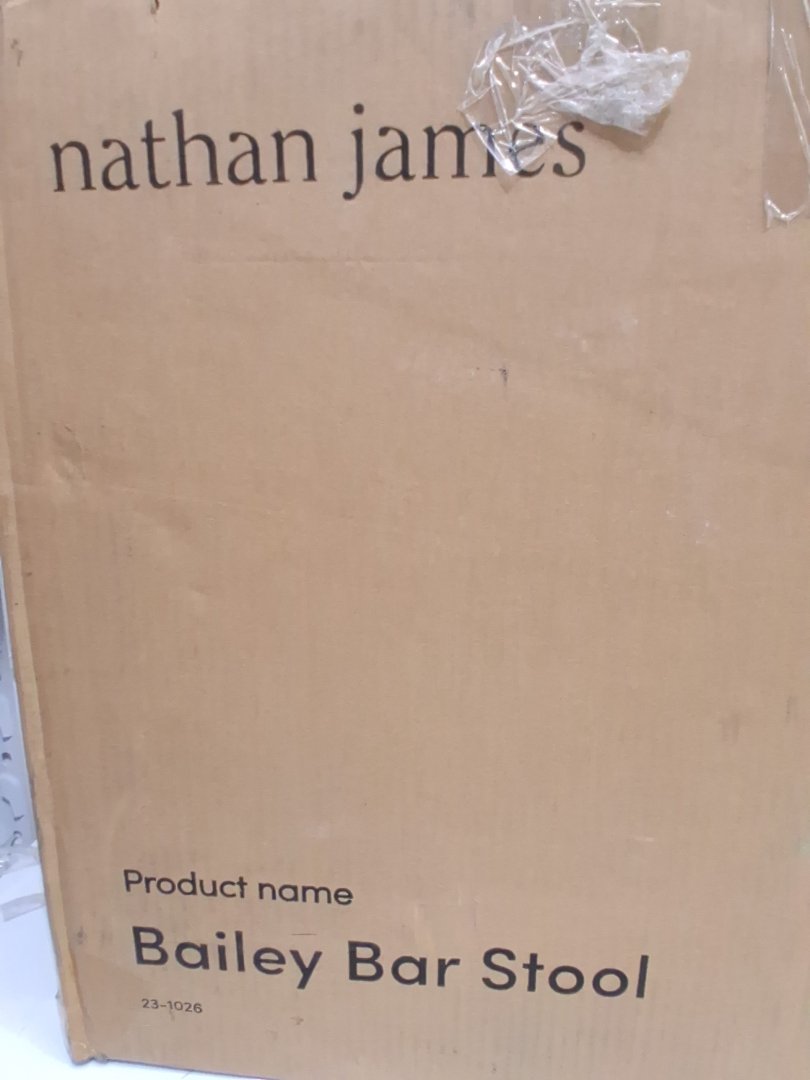 nathan james
Product name
Bailey Bar Stool
23-1026